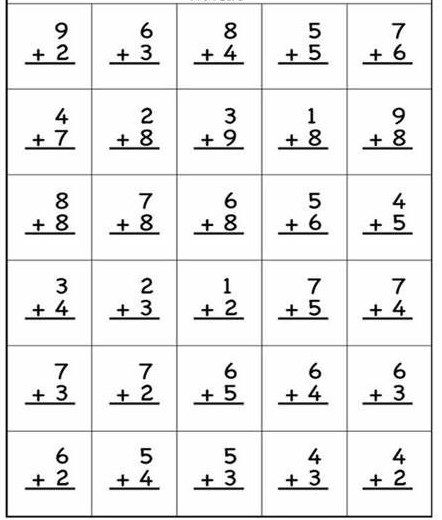 9 6 8 5 7
+ 2 + 3 + 4 + 5 + 6
4 2 3 1 9
+ 7 + 8 + 9 + 8 + 8
8 7 6 5 4
+ 8 + 8 + 8 + 6 + 5
3 2 1 7 7
+ 4 + 3 + 2 + 5 + 4
7 7 6 6 6
+ 3 + 2 + 5 + 4 + 3
6 5 5 4 4
+ 2 + 4 + 3 + 3 + 2